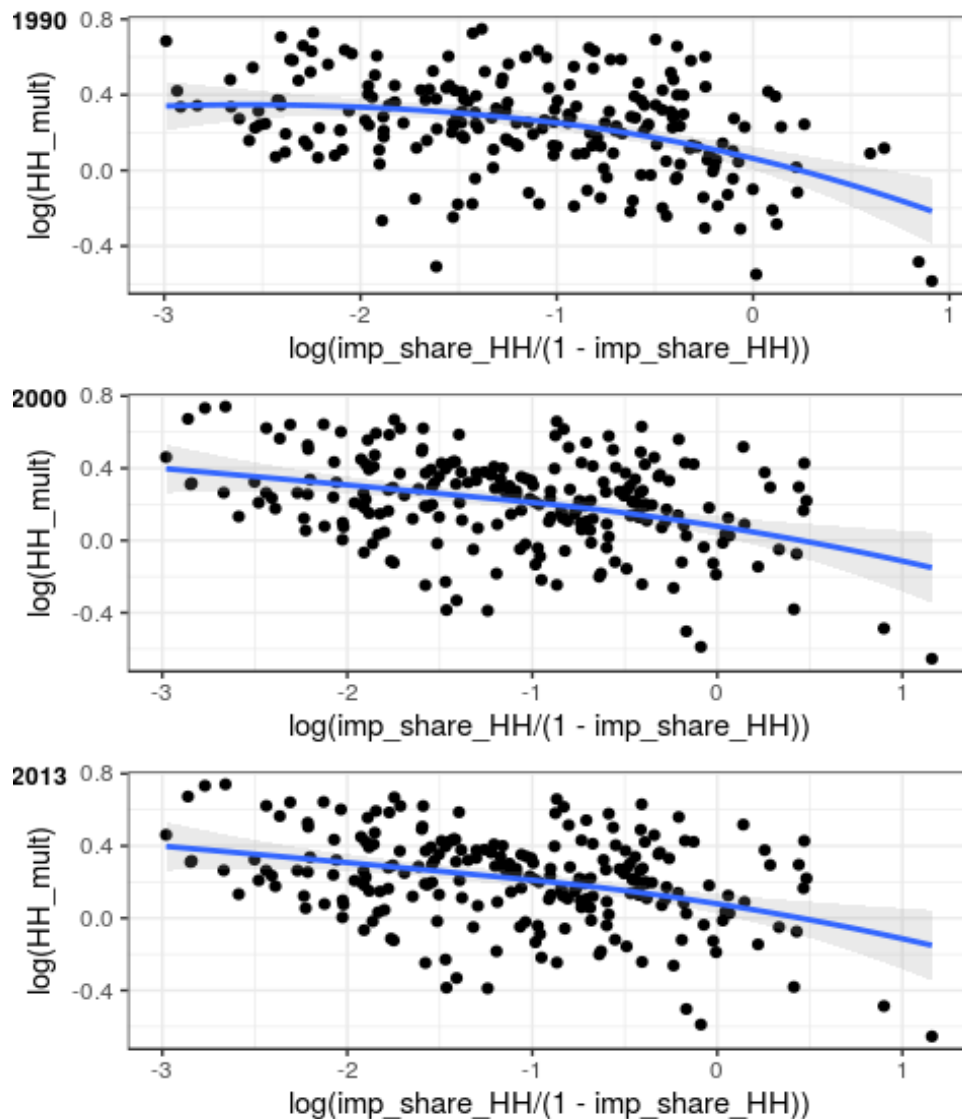 1990
log(HH_mult)
0.8
0.4
0.0
-0.4
-3 -2 -1 0 1
log(imp_share_HH/(1 - imp_share_HH))
2000
log(HH_mult)
0.8
0.4
0.0
-0.4
-3 -2 -1 0 1
log(imp_share_HH/(1 - imp_share_HH))
2013
log(HH_mult)
0.8
0.4
0.0
-0.4
-3 -2 -1 0 1
log(imp_share_HH/(1 - imp_share_HH))